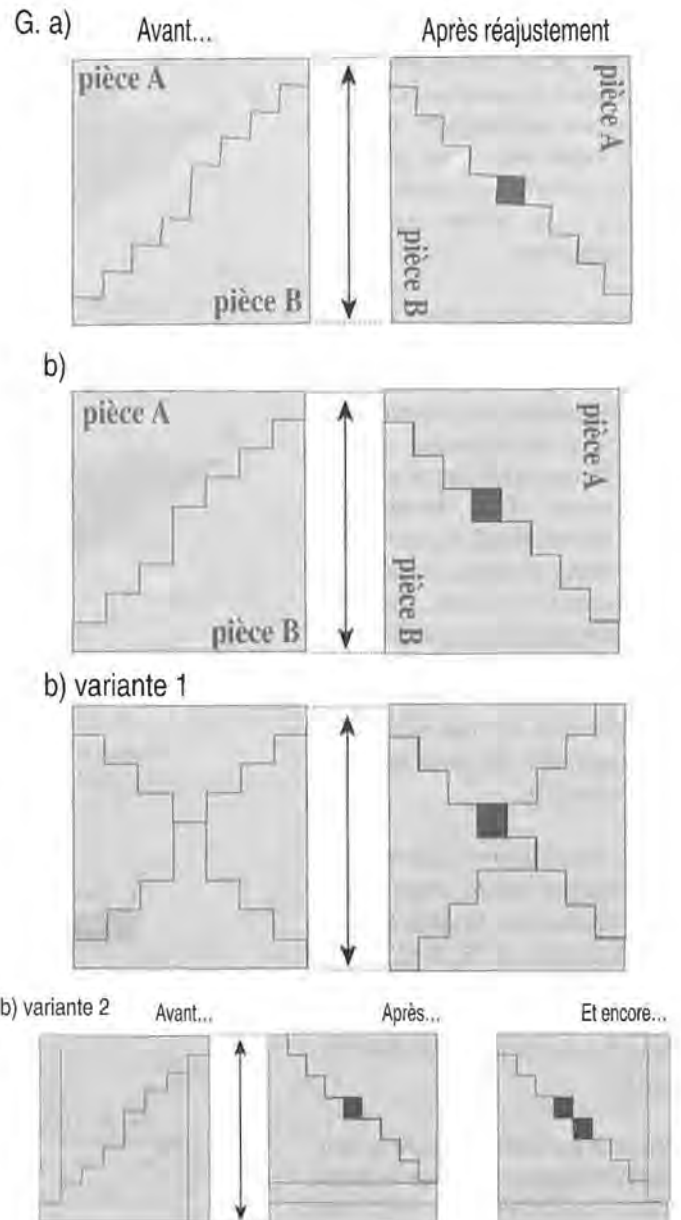 G. a) Avant... Après réajustement
pièce A
pièce A
pièce B
pièce B
b)
pièce A
pièce A
pièce B
pièce B
b) variante 1
b) variante 2 Avant... Après... Et encore...